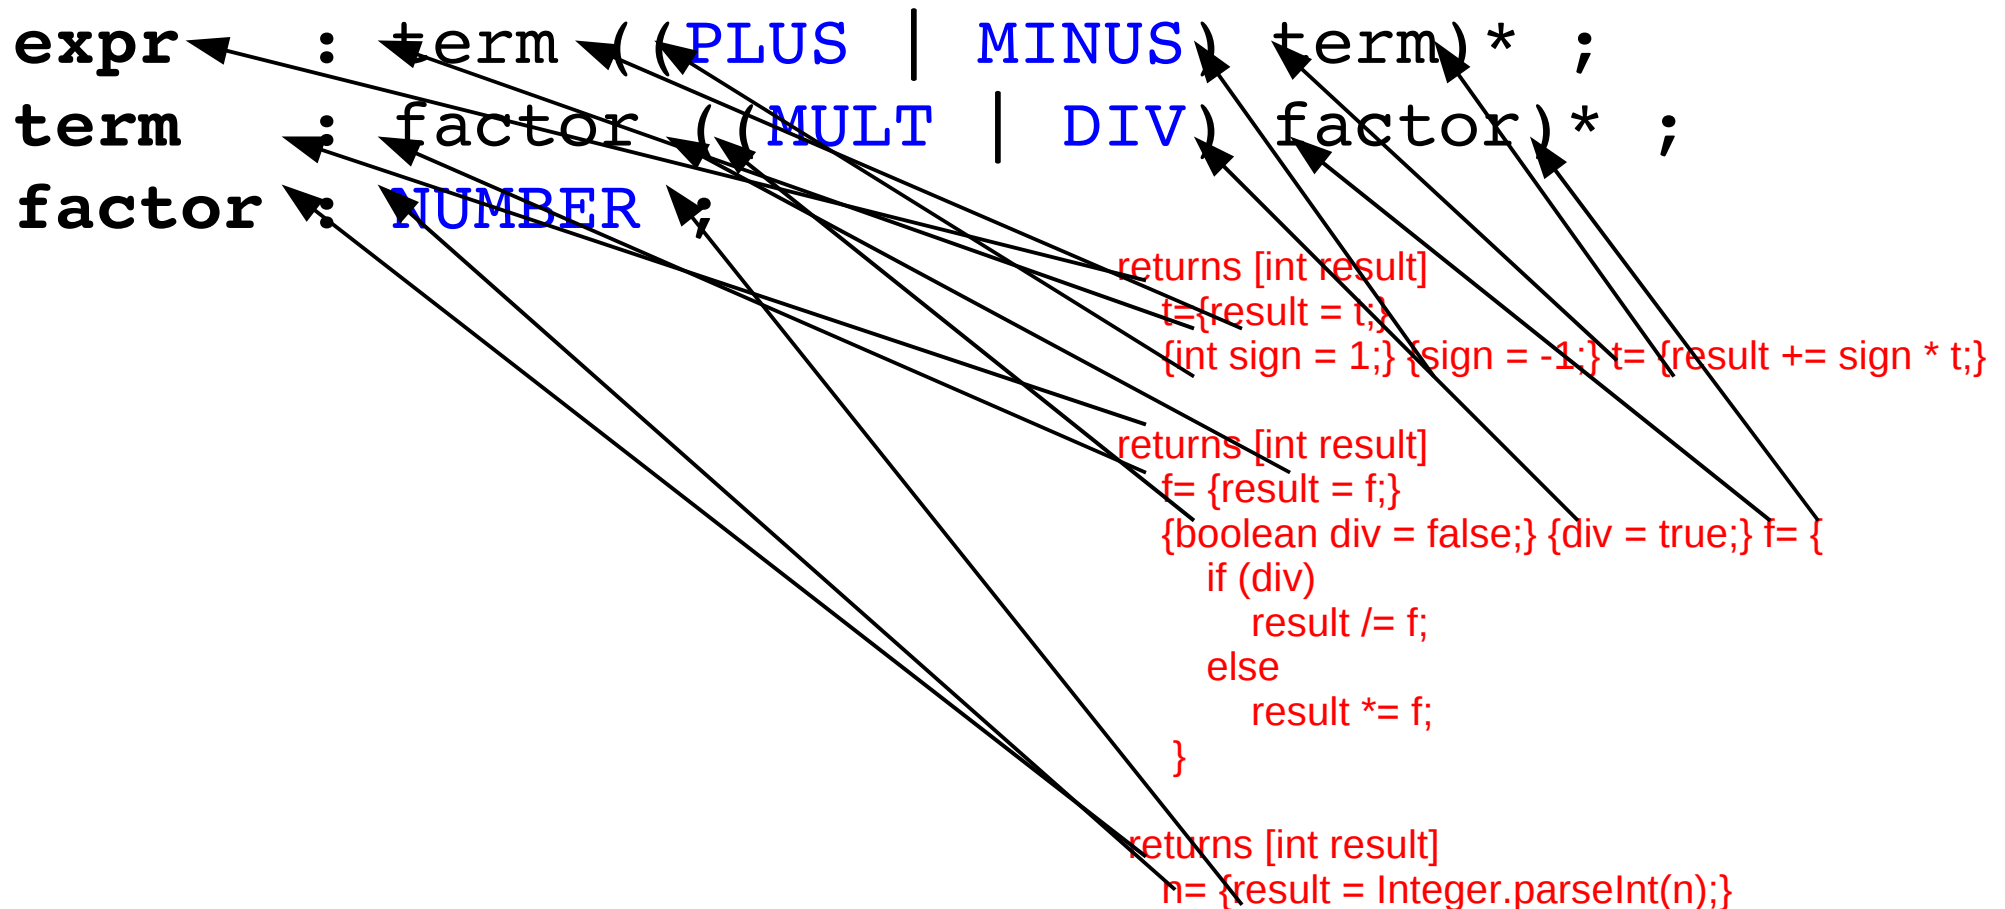 expr : term ((PLUS | MINUS) term)* ;
term : factor ((MULT | DIV) factor)* ;
factor : NUMBER ;
returns [int result]
t={result = t;}
{int sign = 1;} {sign = -1;} t= {result += sign * t;}
returns [int result]
f= {result = f;}
{boolean div = false;} {div = true;} f= {
if (div)
result /= f;
else
result *= f;
}
returns [int result]
n= {result = Integer.parseInt(n);}